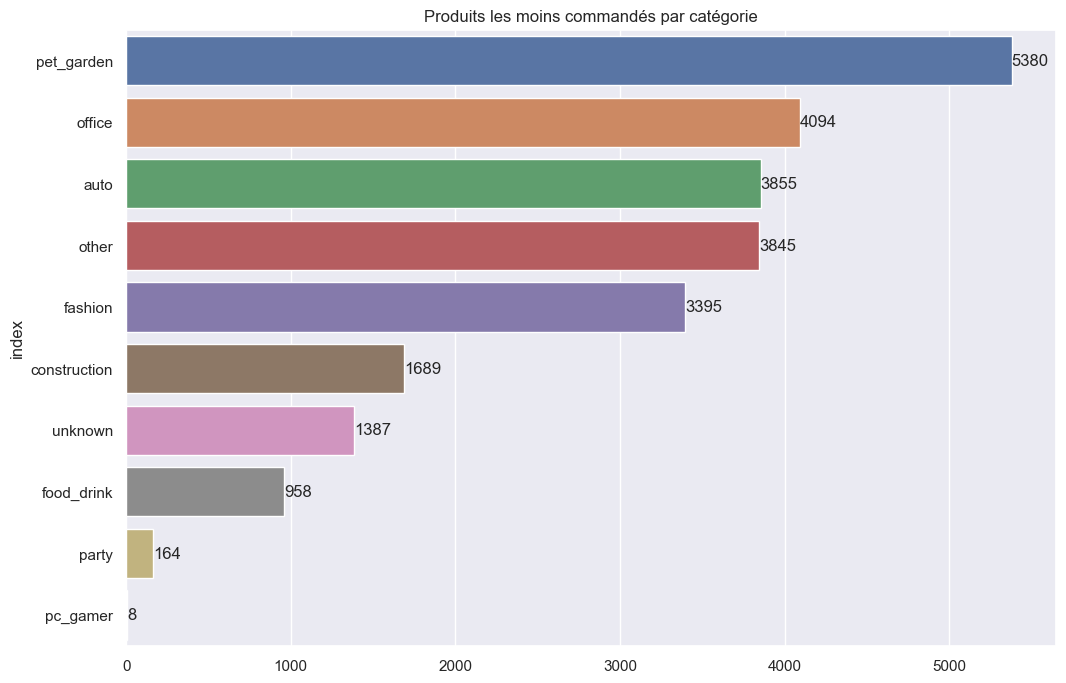 Produits les moins commandés par catégorie
index
pet_garden 5380
office 4094
auto 3855
other 3845
fashion 3395
construction 1689
unknown 1387
food_drink 958
party 164
pc_gamer 8
0 1000 2000 3000 4000 5000